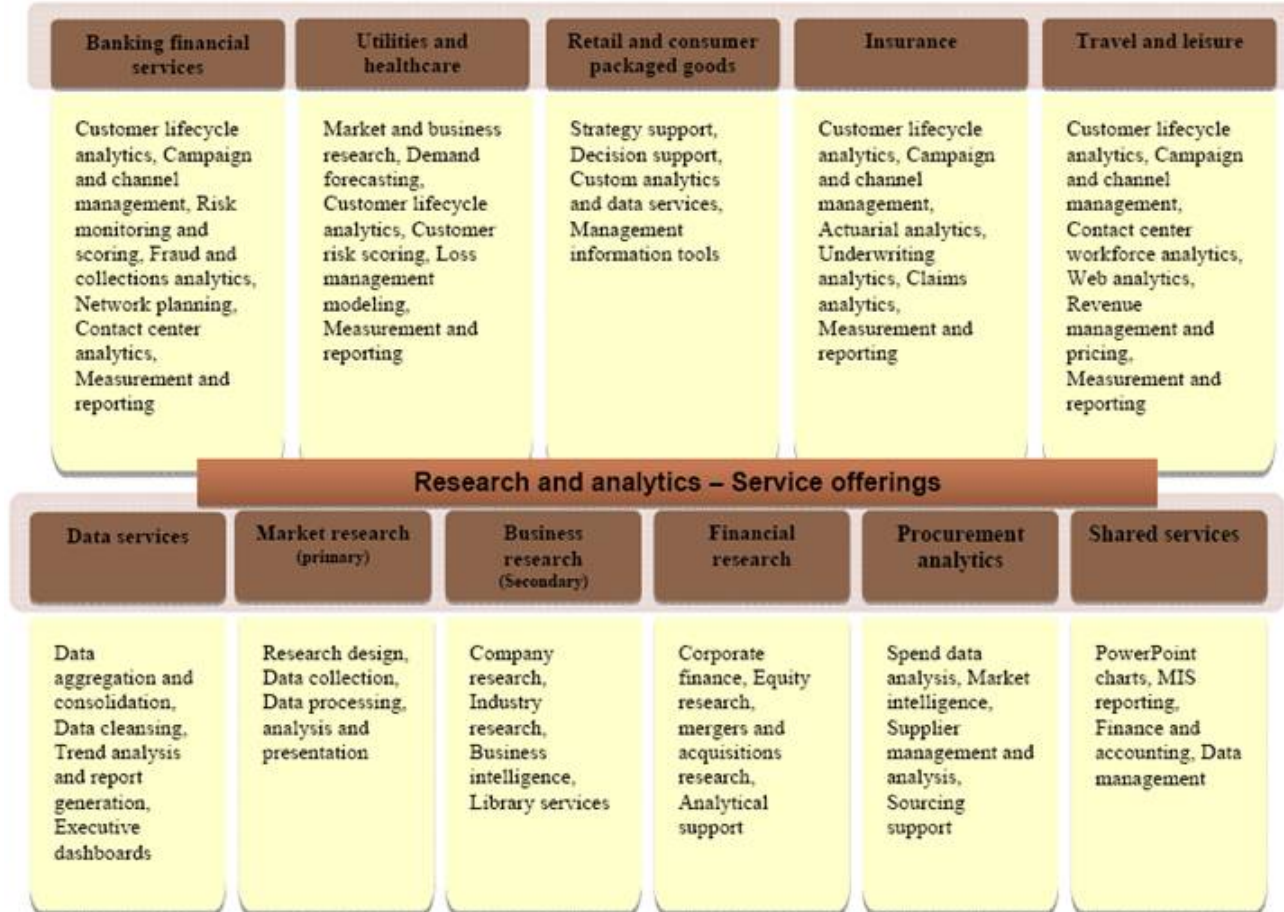 Banking financial
services
Customer lifecycle
analytics, Campaign
and channel
management, Risk
monitoring and
scoring, Fraud and
collections analytics,
Network planning,
Contact center
analytics,
Measurement and
reporting
Utilities and
healthcare
Market and business
research, Demand
forecasting,
Customer lifecycle
analytics, Customer
risk scoring, Loss
management
modeling,
Measurement and
reporting
Retail and consumer
packaged goods
Strategy support,
Decision support,
Custom analytics
and data services,
Management
information tools
Insurance
Customer lifecycle
analytics, Campaign
and channel
management,
Actuarial analytics,
Underwriting
analytics, Claims
analytics,
Measurement and
reporting
Travel and leisure
Customer lifecycle
analytics, Campaign
and channel
management,
Contact center
workforce analytics,
Web analytics,
Revenue
management and
pricing,
Measurement and
reporting
Research and analytics – Service offerings
Data services
Data
aggregation and
consolidation,
Data cleansing,
Trend analysis
and report
generation,
Executive
dashboards
Market research
(primary)
Research design,
Data collection,
Data processing,
analysis and
presentation
Business
research
(Secondary)
Company
research,
Industry
research,
Business
intelligence,
Library services
Financial
research
Corporate
finance, Equity
research,
mergers and
acquisitions
research,
Analytical
support
Procurement
analytics
Spend data
analysis, Market
intelligence,
Supplier
management and
analysis,
Sourcing
support
Shared services
PowerPoint
charts, MIS
reporting,
Finance and
accounting, Data
management